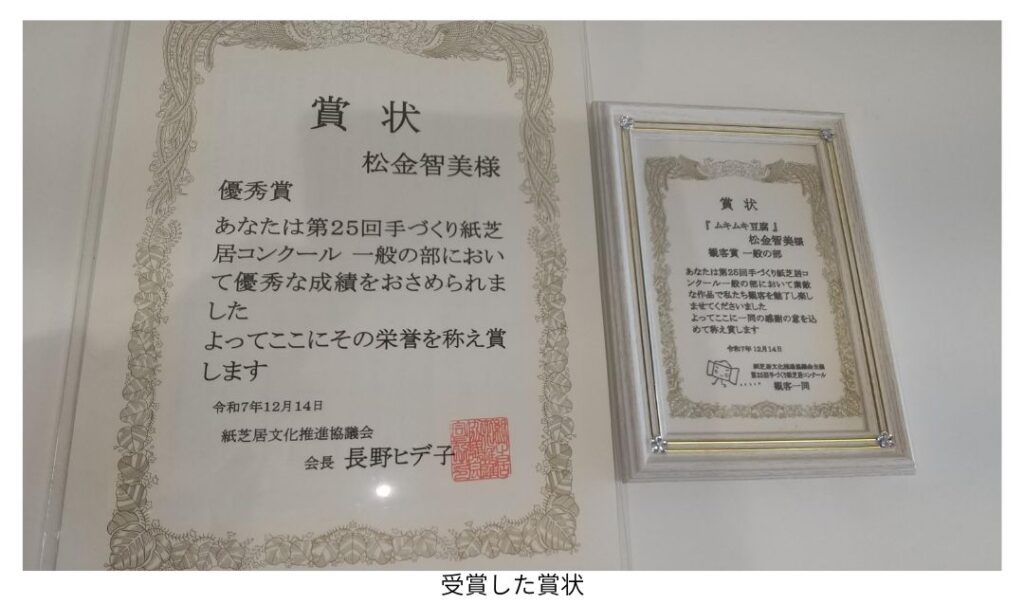 賞状
松金智美様
優秀賞
あなたは第25回手づくり紙芝
居コンクール 一般の部におい
て優秀な成績をおさめられま
した
よってここにその栄誉を称え賞
します
令和7年12月14日
紙芝居文化推進協議会
会長 長野ヒデ子
賞状
『ムキムキ豆腐』
松金智美様
観客賞 一般の部
あなたは第25回手づくり紙芝居コ
ンクール一般の部において素敵
な作品で私たち観客を魅了し楽し
ませてくださいました
よってここに一同の感謝の意を込
めて称え賞します
令和7年12月14日
紙芝居文化推進協議会主催
第25回手づくり紙芝居コンクール
観客一同
受賞した賞状